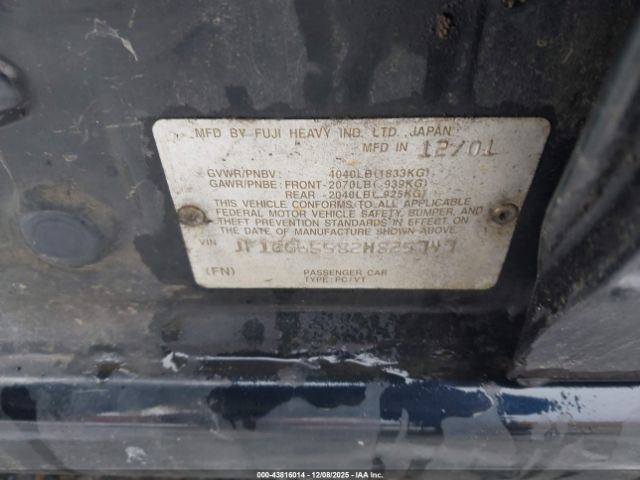 MFD BY FUJI HEAVY IND. LTD. JAPAN
MFD IN 12/01
GVWR/PNBV: 4040LB(1833KG)
GAWR/PNBE: FRONT-2070LB( 939KG)
REAR -2040LB( 925KG)
THIS VEHICLE CONFORMS TO ALL APPLICABLE
FEDERAL MOTOR VEHICLE SAFETY, BUMPER, AND
THEFT PREVENTION STANDARDS IN EFFECT ON
THE DATE OF MANUFACTURE SHOWN ABOVE.
VIN
(FN) PASSENGER CAR
TYPE:PC/VT
00-43816014 - 12/08/2025 - IAA Inc.